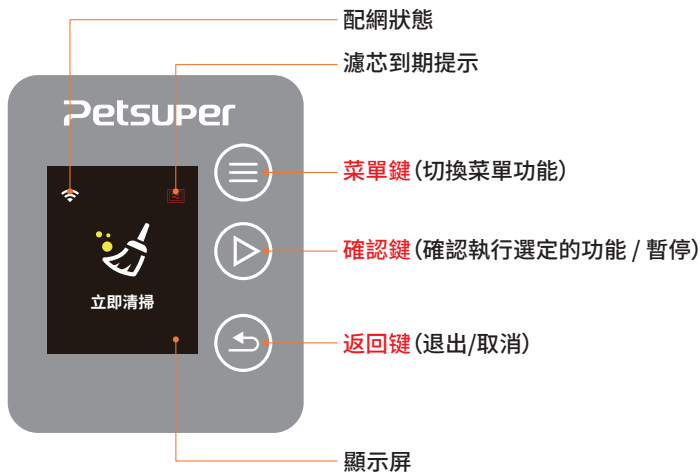 配網狀態
濾芯到期提示
Petsuper
菜單鍵(切換菜單功能)
確認鍵(確認執行選定的功能 / 暫停)
立即清掃
返回键(退出/取消)
顯示屏